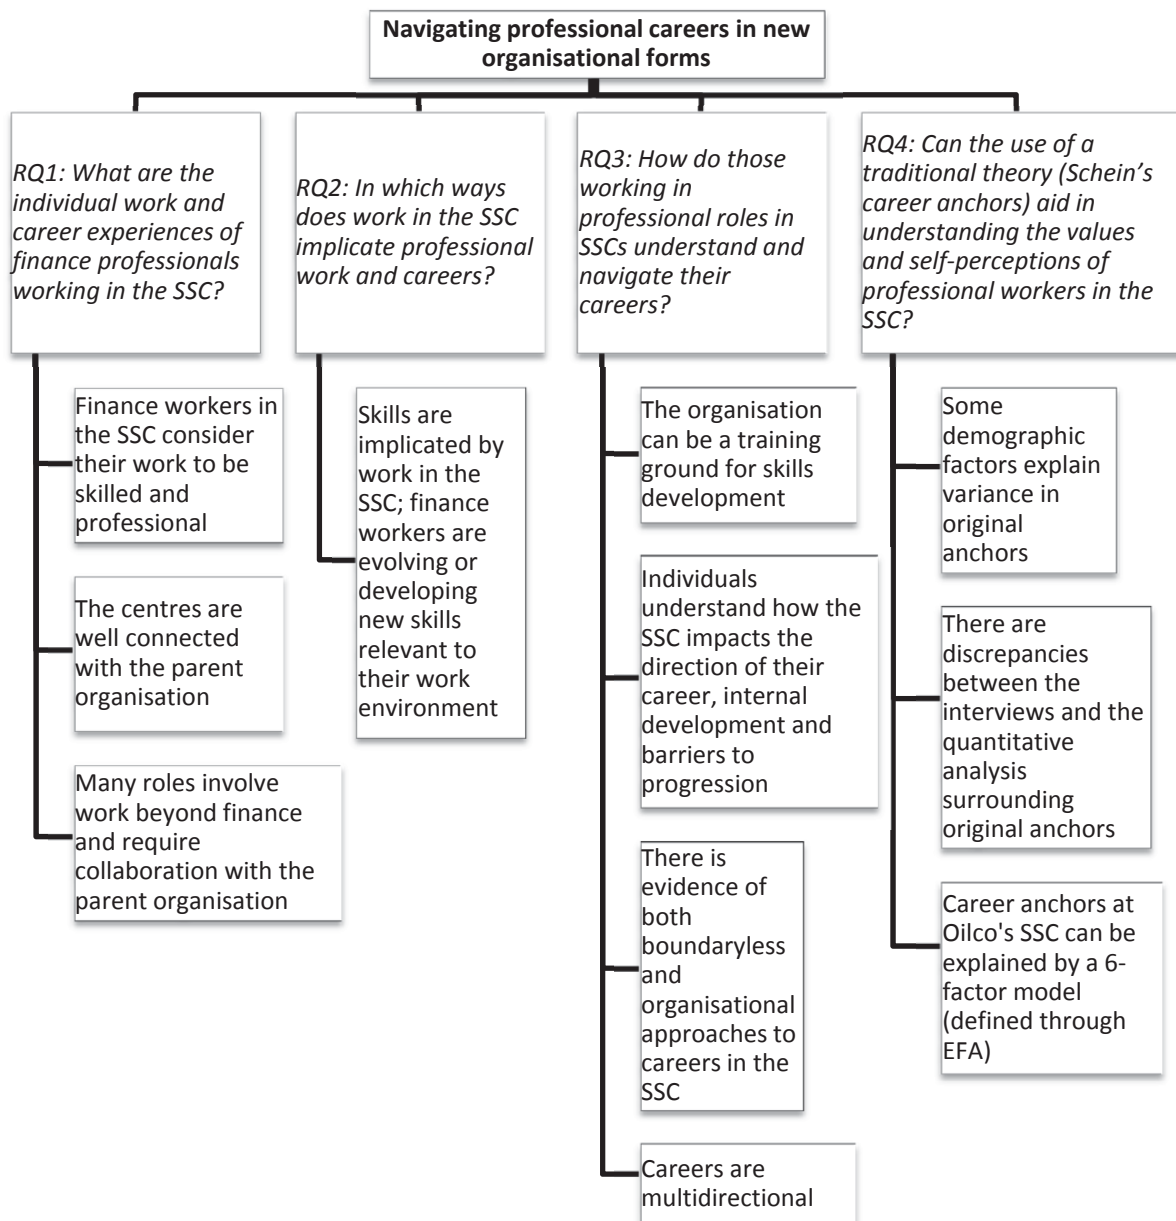 Navigating professional careers in new
organisational forms
RQ1: What are the
individual work and
career experiences of
finance professionals
working in the SSC?
Finance workers in
the SSC consider
their work to be
skilled and
professional
The centres are
well connected
with the parent
organisation
Many roles involve
work beyond finance
and require
collaboration with the
parent organisation
RQ2: In which ways
does work in the SSC
implicate professional
work and careers?
Skills are
implicated by
work in the
SSC; finance
workers are
evolving or
developing
new skills
relevant to
their work
environment
RQ3: How do those
working in
professional roles in
SSCs understand and
navigate their
careers?
The organisation
can be a training
ground for skills
development
Individuals
understand how the
SSC impacts the
direction of their
career, internal
development and
barriers to
progression
There is
evidence of
both
boundaryless
and
organisational
approaches to
careers in the
SSC
Careers are
multidirectional
RQ4: Can the use of a
traditional theory (Schein’s
career anchors) aid in
understanding the values
and self-perceptions of
professional workers in the
SSC?
Some
demographic
factors explain
variance in
original
anchors
There are
discrepancies
between the
interviews and the
quantitative
analysis
surrounding
original anchors
Career anchors at
Oilco's SSC can be
explained by a 6-
factor model
(defined through
EFA)